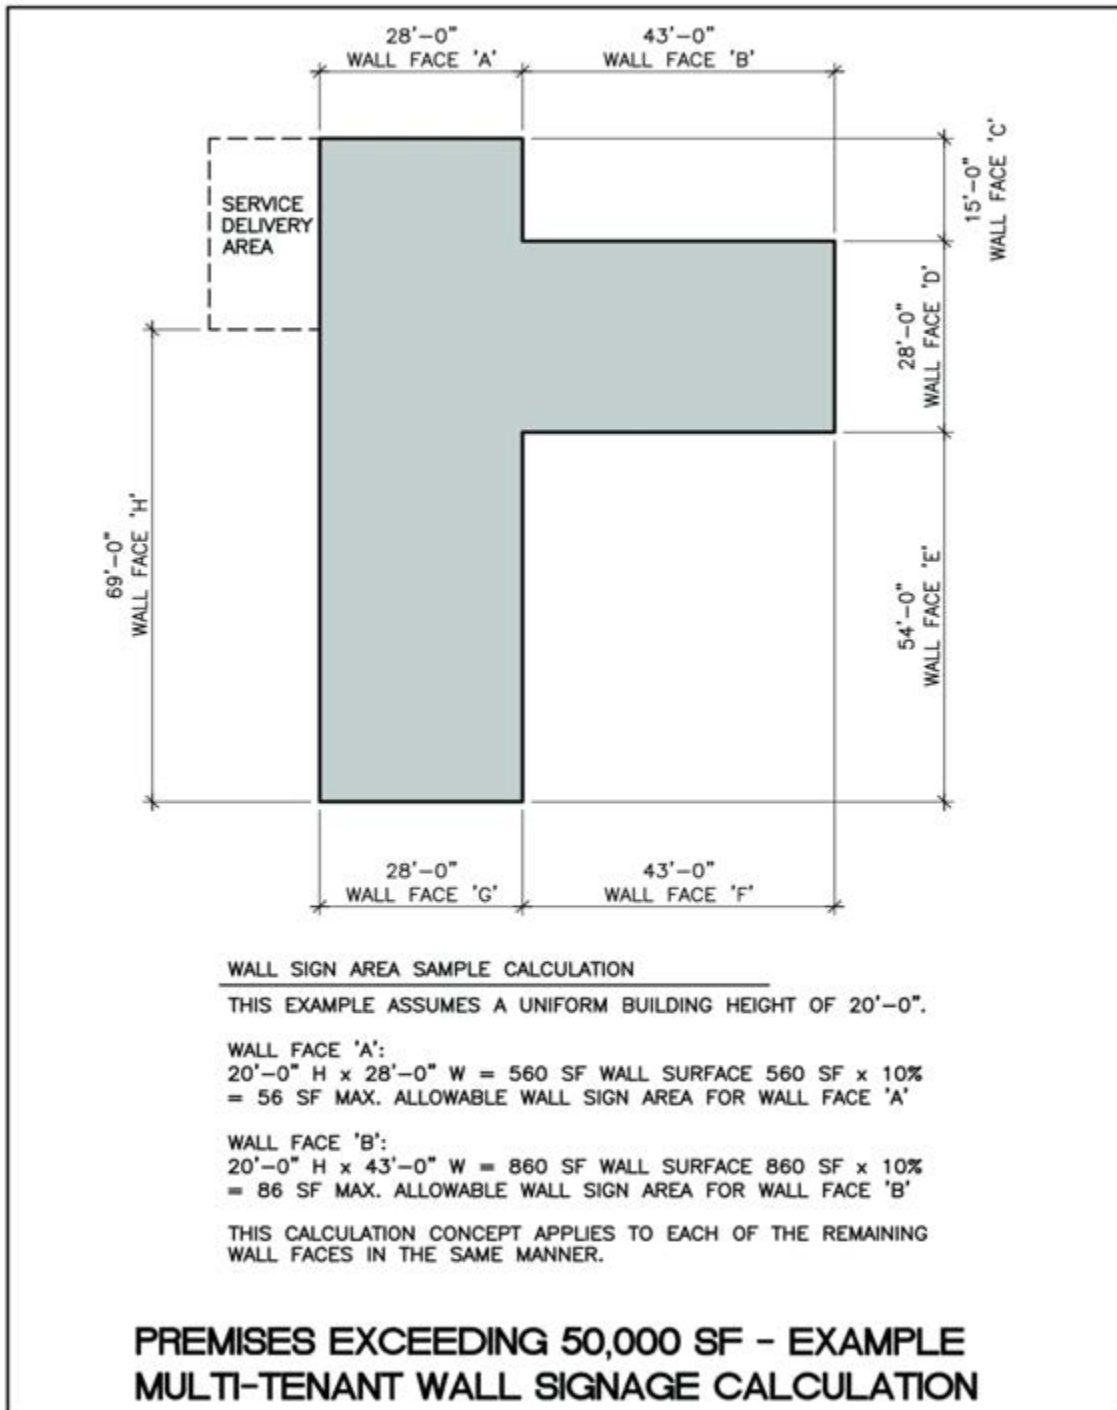 28'-0"
WALL FACE 'A'
43'-0"
WALL FACE 'B'
15'-0"
WALL FACE 'C'
SERVICE
DELIVERY
AREA
28'-0"
WALL FACE 'D'
69'-0"
WALL FACE 'H'
54'-0"
WALL FACE 'E'
28'-0"
WALL FACE 'G'
43'-0"
WALL FACE 'F'
WALL SIGN AREA SAMPLE CALCULATION
THIS EXAMPLE ASSUMES A UNIFORM BUILDING HEIGHT OF 20'-0".
WALL FACE 'A':
20'-0" H x 28'-0" W = 560 SF WALL SURFACE 560 SF x 10%
= 56 SF MAX. ALLOWABLE WALL SIGN AREA FOR WALL FACE 'A'
WALL FACE 'B':
20'-0" H x 43'-0" W = 860 SF WALL SURFACE 860 SF x 10%
= 86 SF MAX. ALLOWABLE WALL SIGN AREA FOR WALL FACE 'B'
THIS CALCULATION CONCEPT APPLIES TO EACH OF THE REMAINING
WALL FACES IN THE SAME MANNER.
PREMISES EXCEEDING 50,000 SF - EXAMPLE
MULTI-TENANT WALL SIGNAGE CALCULATION